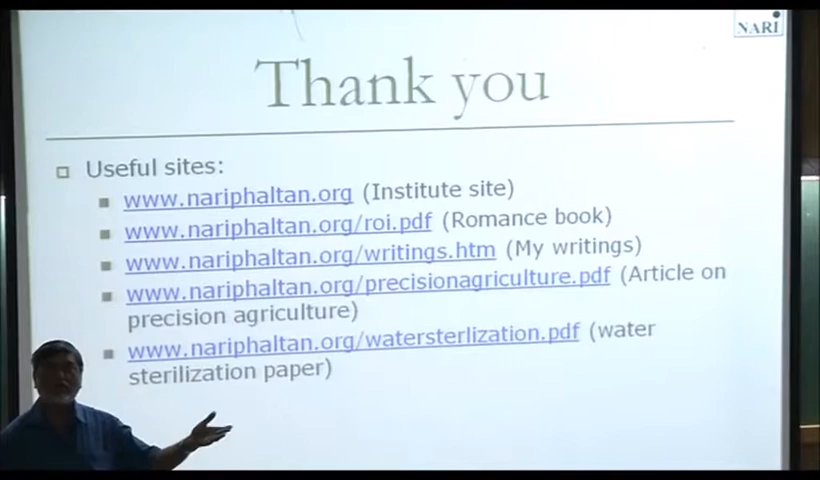 NARI
Thank you
Useful sites:
www.nariphaltan.org (Institute site)
www.nariphaltan.org/roi.pdf (Romance book)
www.nariphaltan.org/writings.htm (My writings)
www.nariphaltan.org/precisionagriculture.pdf (Article on
precision agriculture)
www.nariphaltan.org/watersterlization.pdf (water
sterilization paper)